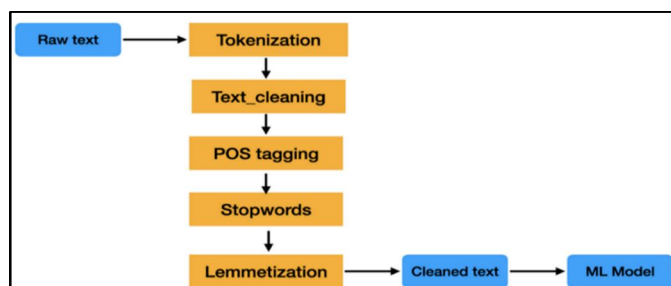 Raw text
Tokenization
Text_cleaning
POS tagging
Stopwords
Lemmetization
Cleaned text
ML Model